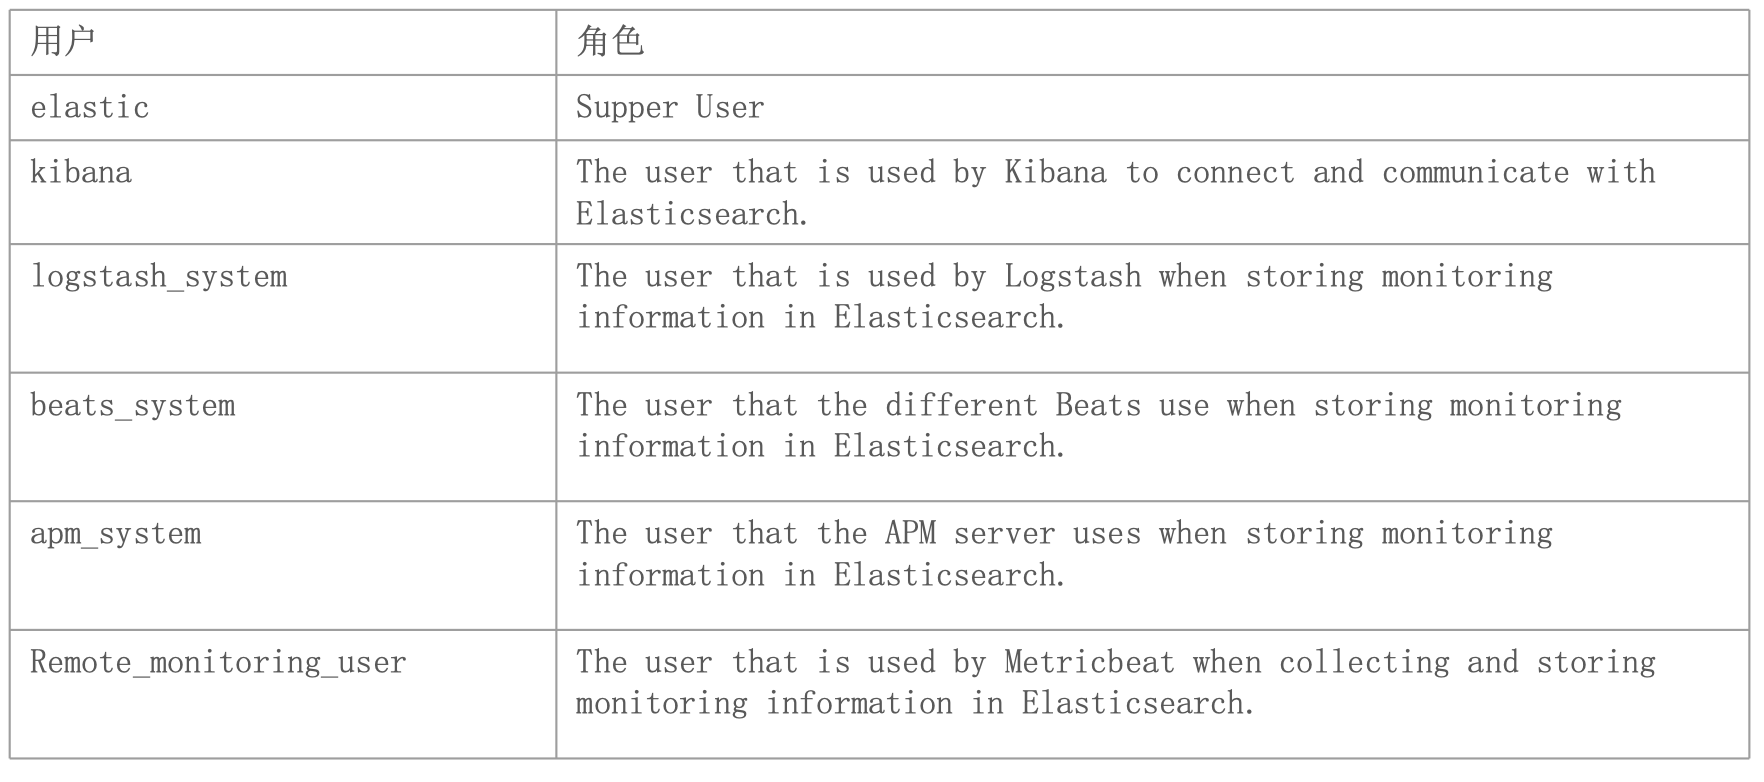 用户
角色
elastic
Supper User
kibana
The user that is used by Kibana to connect and communicate with
Elasticsearch.
logstash_system
The user that is used by Logstash when storing monitoring
information in Elasticsearch.
beats_system
The user that the different Beats use when storing monitoring
information in Elasticsearch.
apm_system
The user that the APM server uses when storing monitoring
information in Elasticsearch.
Remote_monitoring_user
The user that is used by Metricbeat when collecting and storing
monitoring information in Elasticsearch.